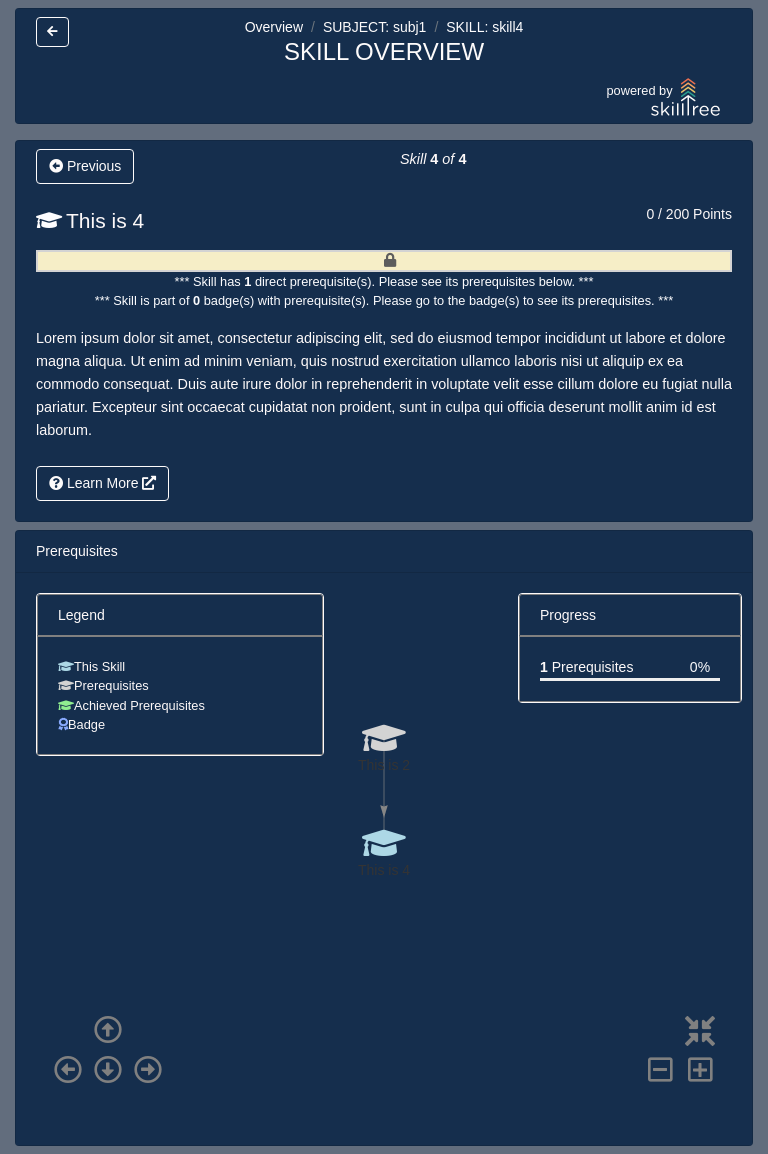 Overview / SUBJECT: subj1 / SKILL: skill4
SKILL OVERVIEW
powered by
skilltree
Previous
Skill 4 of 4
This is 4
0 / 200 Points
*** Skill has 1 direct prerequisite(s). Please see its prerequisites below. ***
*** Skill is part of 0 badge(s) with prerequisite(s). Please go to the badge(s) to see its prerequisites. ***
Lorem ipsum dolor sit amet, consectetur adipiscing elit, sed do eiusmod tempor incididunt ut labore et dolore
magna aliqua. Ut enim ad minim veniam, quis nostrud exercitation ullamco laboris nisi ut aliquip ex ea
commodo consequat. Duis aute irure dolor in reprehenderit in voluptate velit esse cillum dolore eu fugiat nulla
pariatur. Excepteur sint occaecat cupidatat non proident, sunt in culpa qui officia deserunt mollit anim id est
laborum.
Learn More
Prerequisites
Legend
This Skill
Prerequisites
Achieved Prerequisites
Badge
Progress
1 Prerequisites 0%
This is 2
This is 4